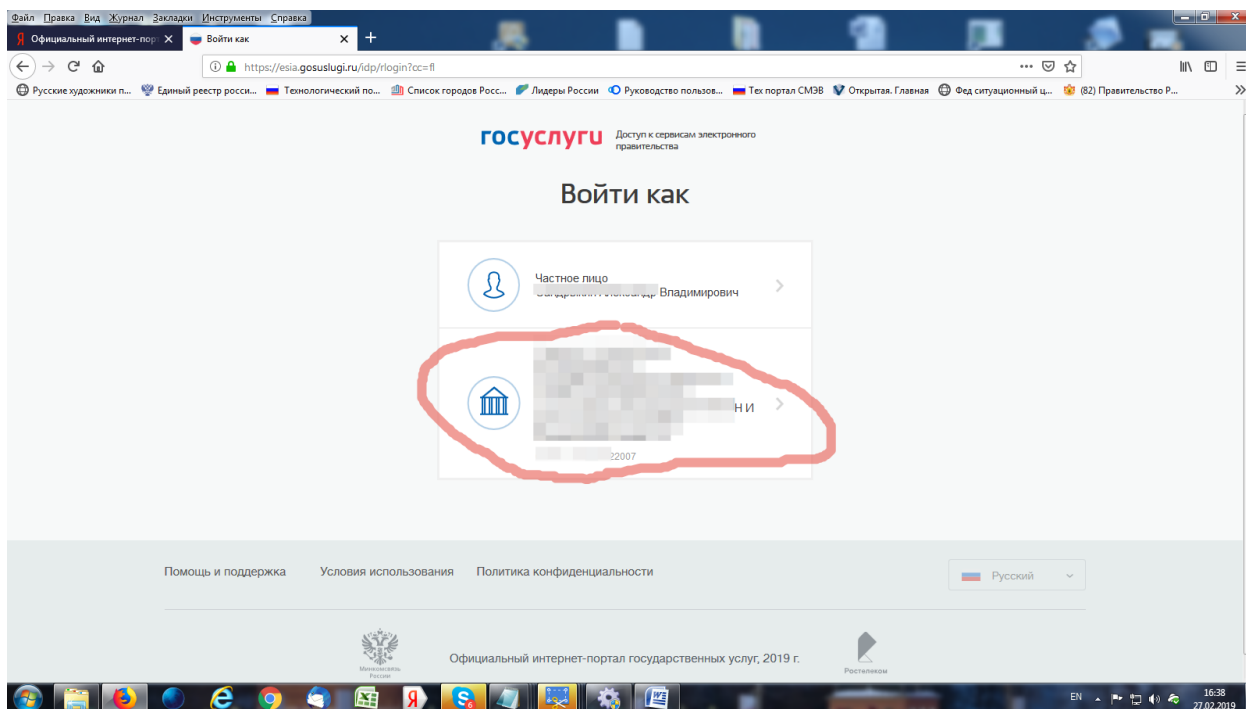 Файл Правка Вид Журнал Закладки Инструменты Справка
Официальный интернет-пор
Войти как
https://esia.gosuslugi.ru/idp/rlogin?cc=fl
Русские художники п... Единый реестр росси... Технологический по... Список городов Росс... Лидеры России Руководство пользов... Тех портал СМЭВ Открытая. Главная Фед ситуационный ц... (82) Правительство Р...
госуслуги
Доступ к сервисам электронного
правительства
Войти как
Частное лицо
Владимирович
Н И
22007
Помощь и поддержка Условия использования Политика конфиденциальности
Русский
Минкомсвязь
России
Официальный интернет-портал государственных услуг, 2019 г.
Ростелеком
EN
16:38
27.02.2019